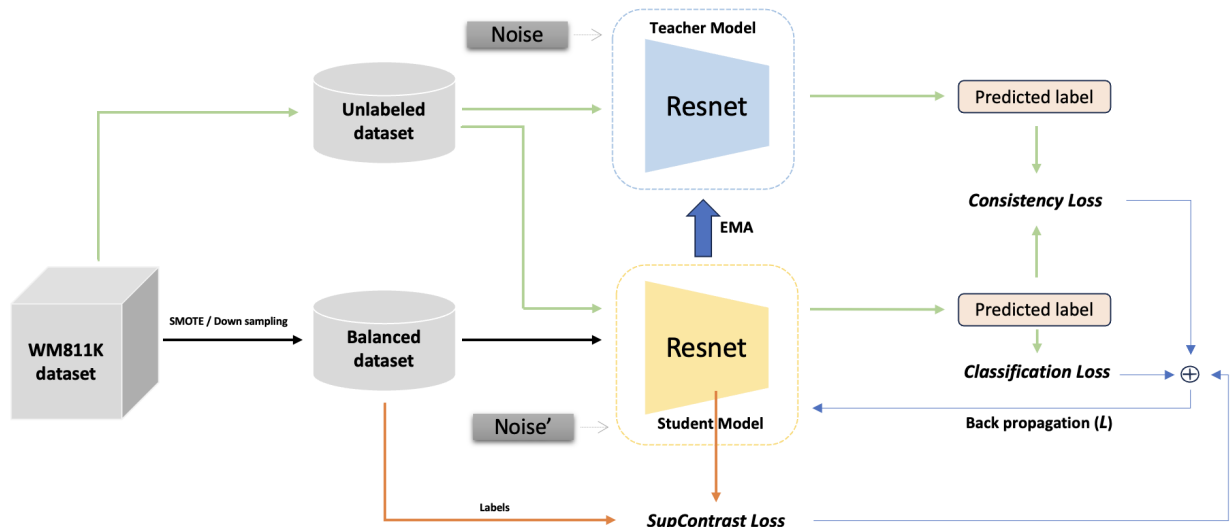 Noise
Teacher Model
Resnet
Unlabeled
dataset
Predicted label
Consistency Loss
EMA
WM811K
dataset
SMOTE / Down sampling
Balanced
dataset
Resnet
Student Model
Noise’
Predicted label
Classification Loss
Back propagation (L)
Labels
SupContrast Loss